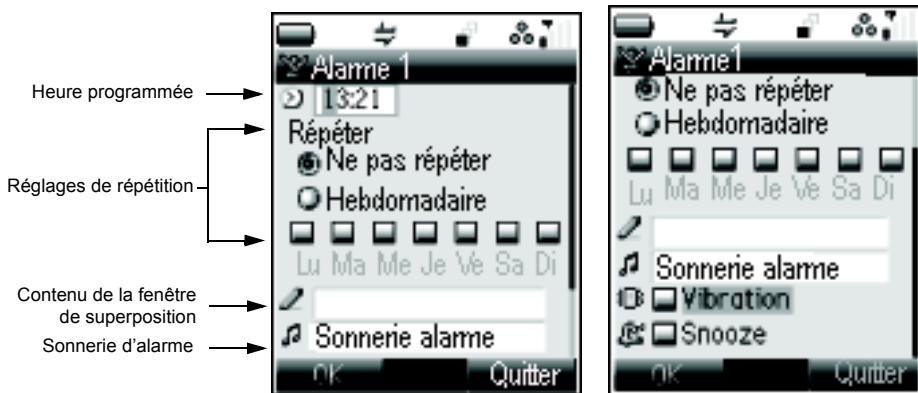 Heure programmée
Réglages de répétition
Contenu de la fenêtre
de superposition
Sonnerie d'alarme
Alarme 1
13:21
Répéter
Ne pas répéter
Hebdomadaire
Lu Ma Me Je Ve Sa Di
Sonnerie alarme
OK Quitter
Alarme1
Ne pas répéter
Hebdomadaire
Lu Ma Me Je Ve Sa Di
Sonnerie alarme
Vibration
Snooze
OK Quitter